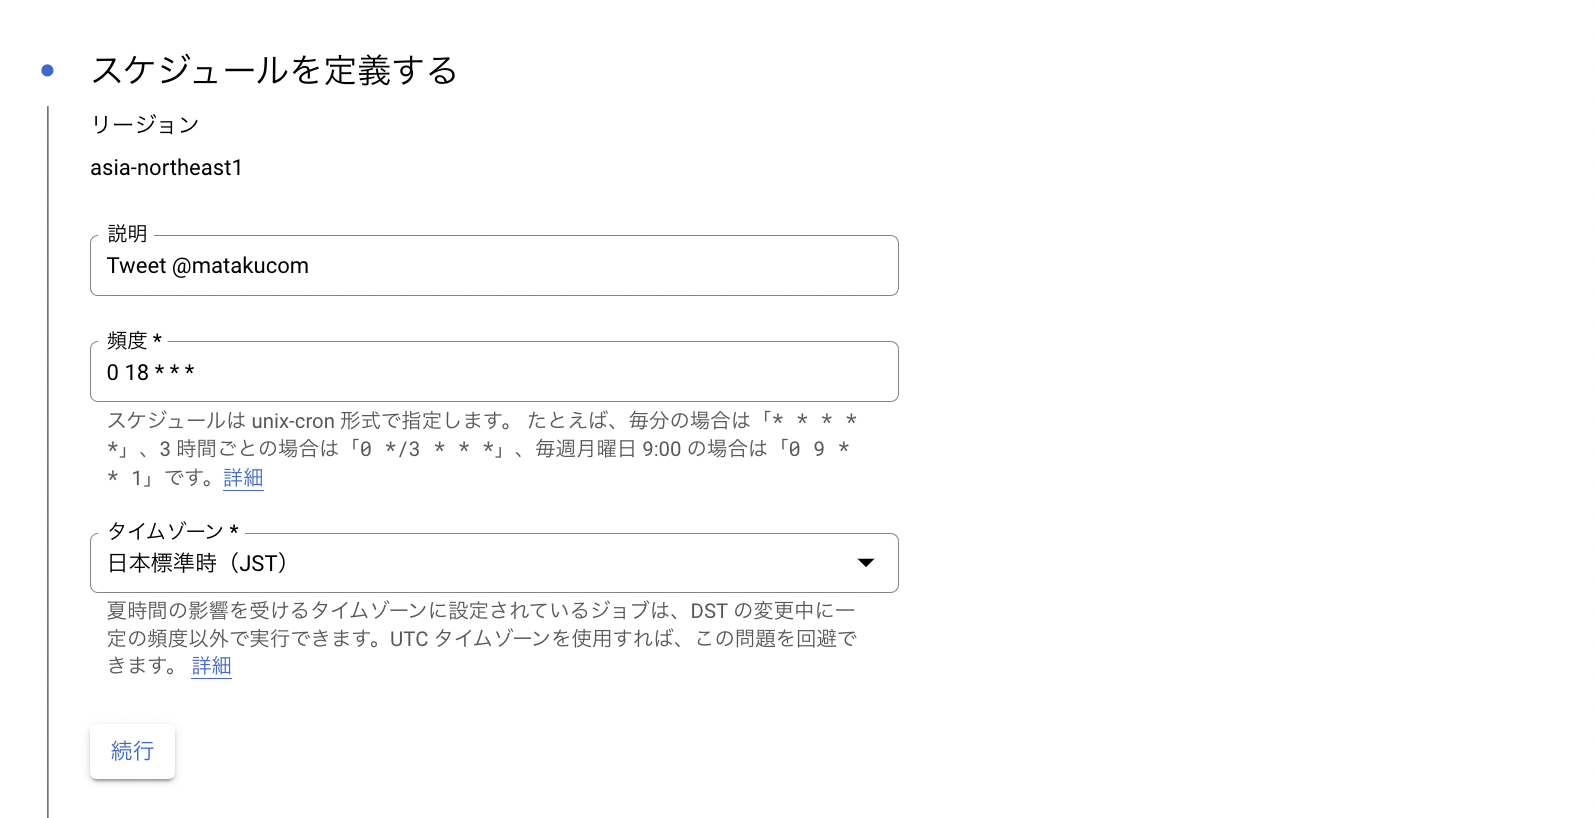 スケジュールを定義する
リージョン
asia-northeast1
説明
Tweet @matakucom
頻度 *
0 18 * * *
スケジュールは unix-cron 形式で指定します。 たとえば、毎分の場合は「* * * *
*」、3 時間ごとの場合は「0 */3 * * *」、毎週月曜日 9:00 の場合は「0 9 *
* 1」です。詳細
タイムゾーン *
日本標準時（JST）
夏時間の影響を受けるタイムゾーンに設定されているジョブは、DST の変更中に一
定の頻度以外で実行できます。UTC タイムゾーンを使用すれば、この問題を回避で
きます。 詳細
続行